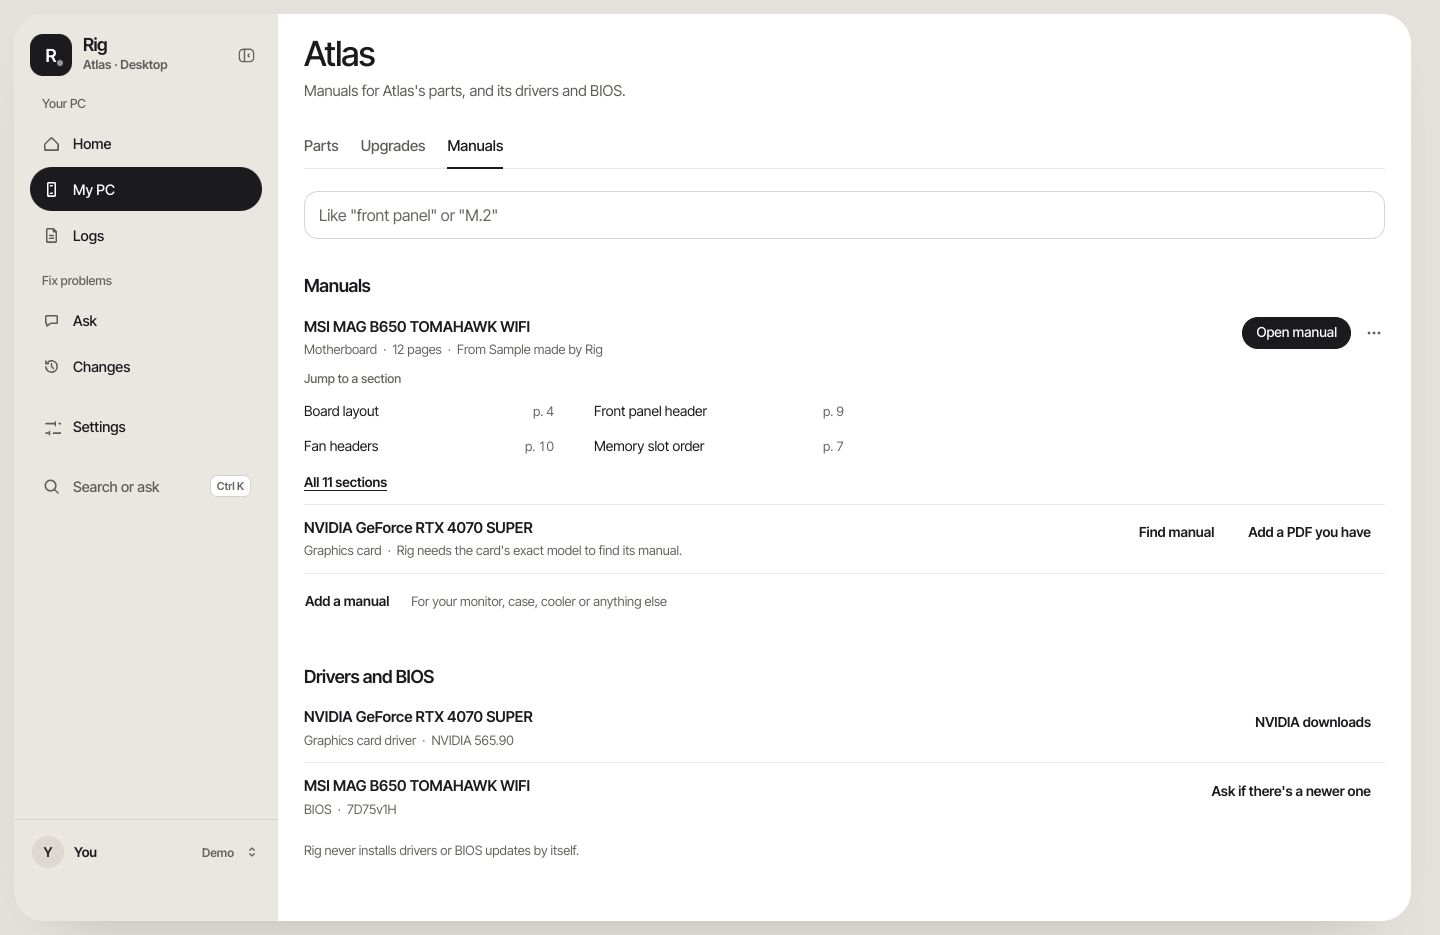 R.
Rig
Atlas · Desktop
Your PC
Home
My PC
Logs
Fix problems
Ask
Changes
Settings
Search or ask
Ctrl K
Y
You
Demo
Atlas
Manuals for Atlas's parts, and its drivers and BIOS.
Parts Upgrades Manuals
Like "front panel" or "M.2"
Manuals
MSI MAG B650 TOMAHAWK WIFI
Motherboard · 12 pages · From Sample made by Rig
Open manual
Jump to a section
Board layout p. 4 Front panel header p. 9
Fan headers p. 10 Memory slot order p. 7
All 11 sections
NVIDIA GeForce RTX 4070 SUPER
Graphics card · Rig needs the card's exact model to find its manual.
Find manual Add a PDF you have
Add a manual For your monitor, case, cooler or anything else
Drivers and BIOS
NVIDIA GeForce RTX 4070 SUPER
Graphics card driver · NVIDIA 565.90
NVIDIA downloads
MSI MAG B650 TOMAHAWK WIFI
BIOS · 7D75v1H
Ask if there's a newer one
Rig never installs drivers or BIOS updates by itself.